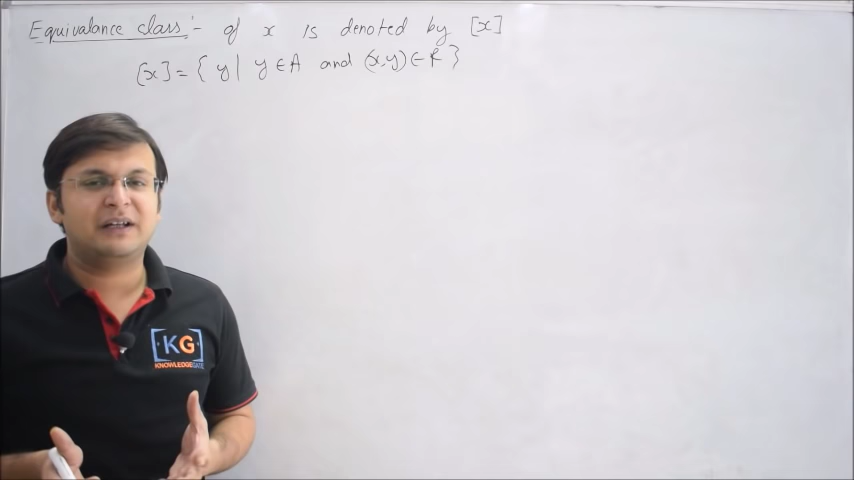 Equivalance class :- of x is denoted by [x]
[x] = { y | y ∈ A and (x,y) ∈ R }
KG
KNOWLEDGEGATE